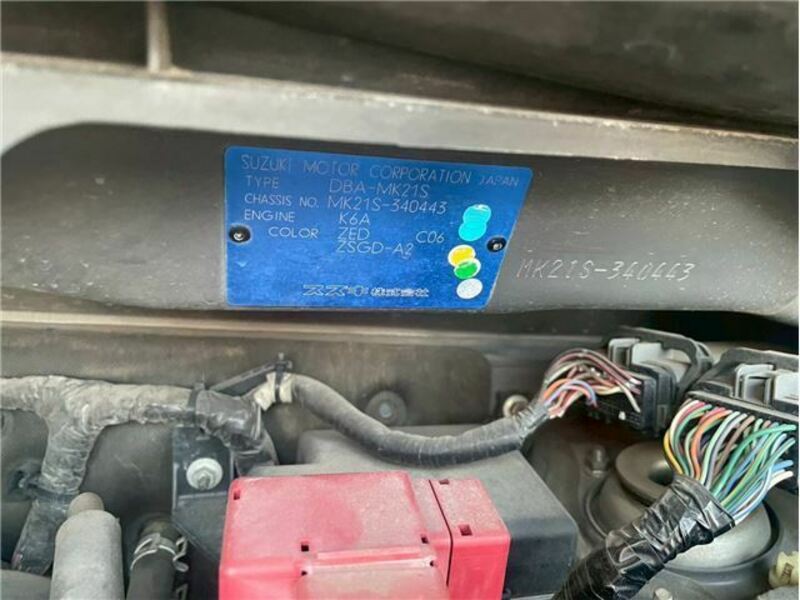 SUZUKI MOTOR CORPORATION JAPAN
TYPE DBA-MK21S
CHASSIS NO. MK21S-340443
ENGINE K6A
COLOR ZED C06
ZSGD-A2
スズキ株式会社
MK21S-340443